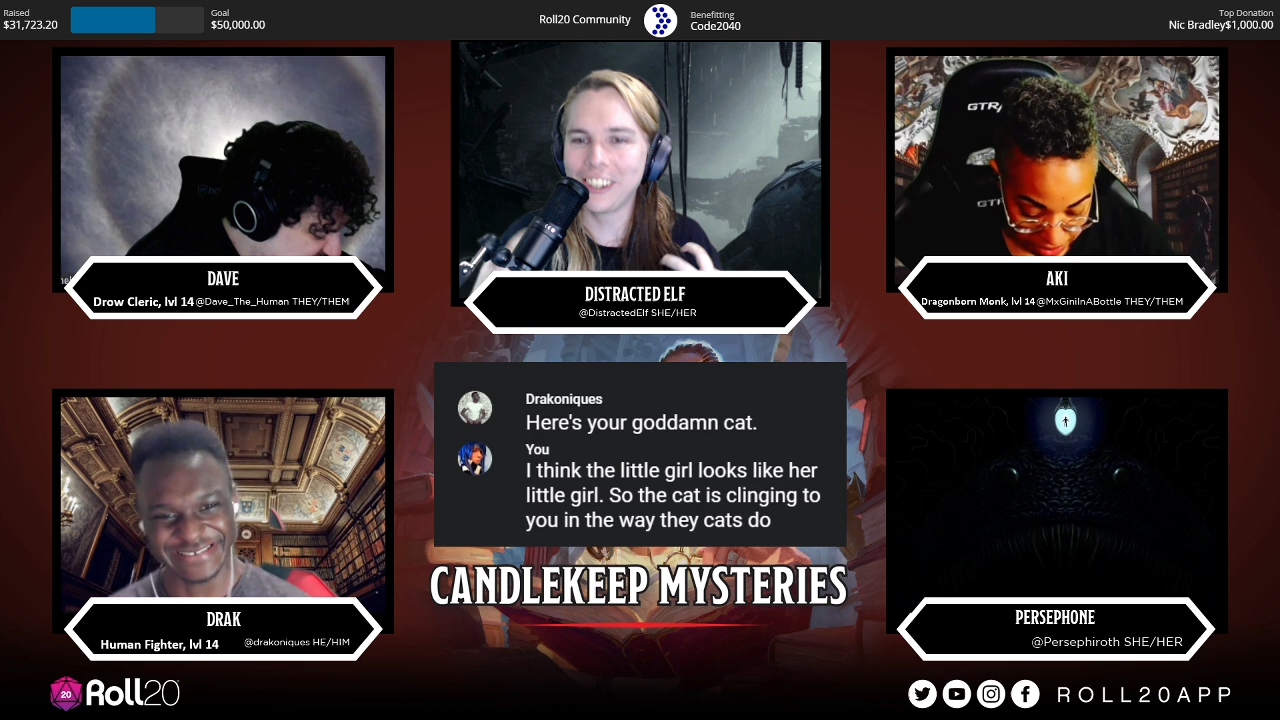 Raised
$31,723.20
Goal
$50,000.00
Roll20 Community
Benefitting
Code2040
Top Donation
Nic Bradley$1,000.00
GTR
GT
DAVE
Drow Cleric, lvl 14 @Dave_The_Human THEY/THEM
DISTRACTED ELF
@DistractedElf SHE/HER
AKI
Dragonborn Monk, lvl 14 @MxGiniInABottle THEY/THEM
Drakoniques
Here's your goddamn cat.
You
I think the little girl looks like her
little girl. So the cat is clinging to
you in the way they cats do
CANDLEKEEP MYSTERIES
DRAK
Human Fighter, lvl 14 @drakoniques HE/HIM
PERSEPHONE
@Persephiroth SHE/HER
20 Roll20
ROLL20APP